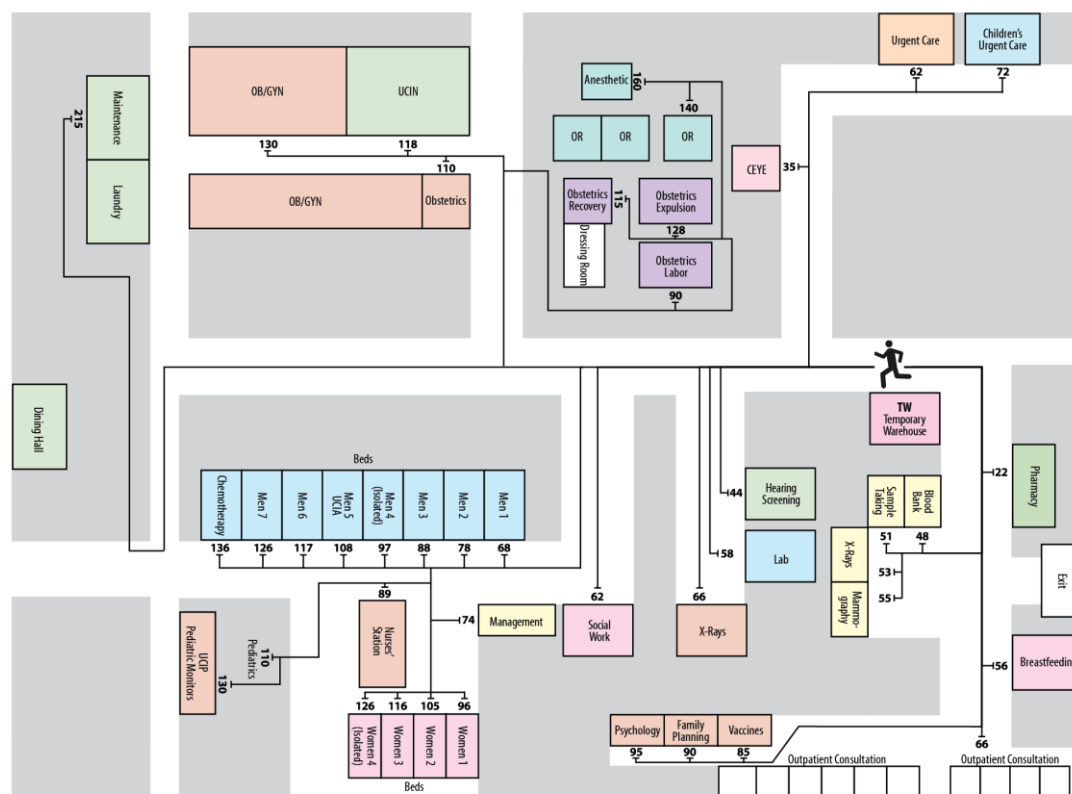 Urgent Care
Children's
Urgent Care
62
72
Maintenance
Laundry
215
OB/GYN
UCIN
130
118
110
OB/GYN
Obstetrics
Anesthetic
160
140
OR
OR
OR
CEYE
35
Obstetrics
Recovery
115
Obstetrics
Expulsion
128
Dressing Room
Obstetrics
Labor
90
Dining Hall
TW
Temporary
Warehouse
Pharmacy
22
Beds
Chemotherapy
Men 7
Men 6
Men 5
UCIA
Men 4
(Isolated)
Men 3
Men 2
Men 1
136
126
117
108
97
88
78
68
44
Hearing
Screening
58
Lab
Sample
Taking
Blood
Bank
51
48
X-Rays
53
Mammo-
graphy
55
Exit
89
Nurses'
Station
74
Management
62
Social
Work
66
X-Rays
56
Breastfeeding
UCIP
Pediatric Monitors
Pediatrics
110
130
126
116
105
96
Women 4
(Isolated)
Women 3
Women 2
Women 1
Beds
Psychology
Family
Planning
Vaccines
95
90
85
66
Outpatient Consultation
Outpatient Consultation